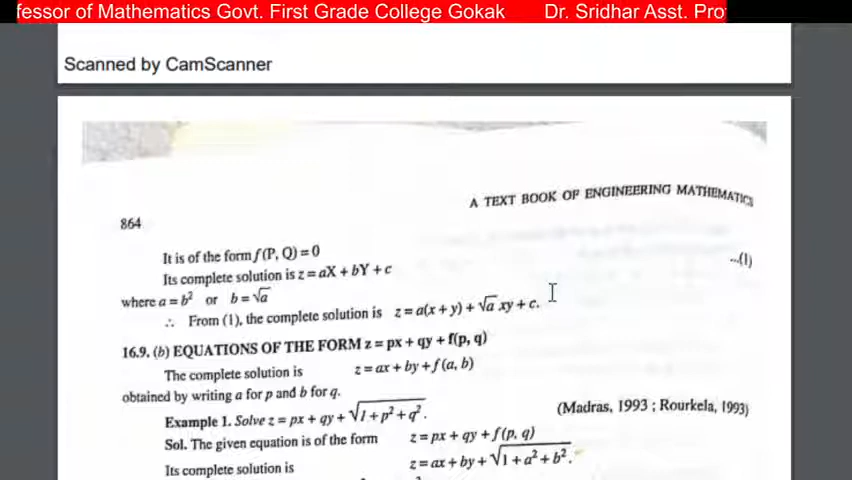 fessor of Mathematics Govt. First Grade College Gokak Dr. Sridhar Asst. Pro
Scanned by CamScanner
A TEXT BOOK OF ENGINEERING MATHEMATICS
864
It is of the form f(P, Q) = 0
Its complete solution is z = aX + bY + c ...(1)
where a = b² or b = √a
∴ From (1), the complete solution is z = a(x + y) + √a xy + c.
16.9. (b) EQUATIONS OF THE FORM z = px + qy + f(p, q)
The complete solution is z = ax + by + f (a, b)
obtained by writing a for p and b for q.
Example 1. Solve z = px + qy + √(1 + p² + q²). (Madras, 1993 ; Rourkela, 1993)
Sol. The given equation is of the form z = px + qy + f (p, q)
Its complete solution is z = ax + by + √(1 + a² + b²).